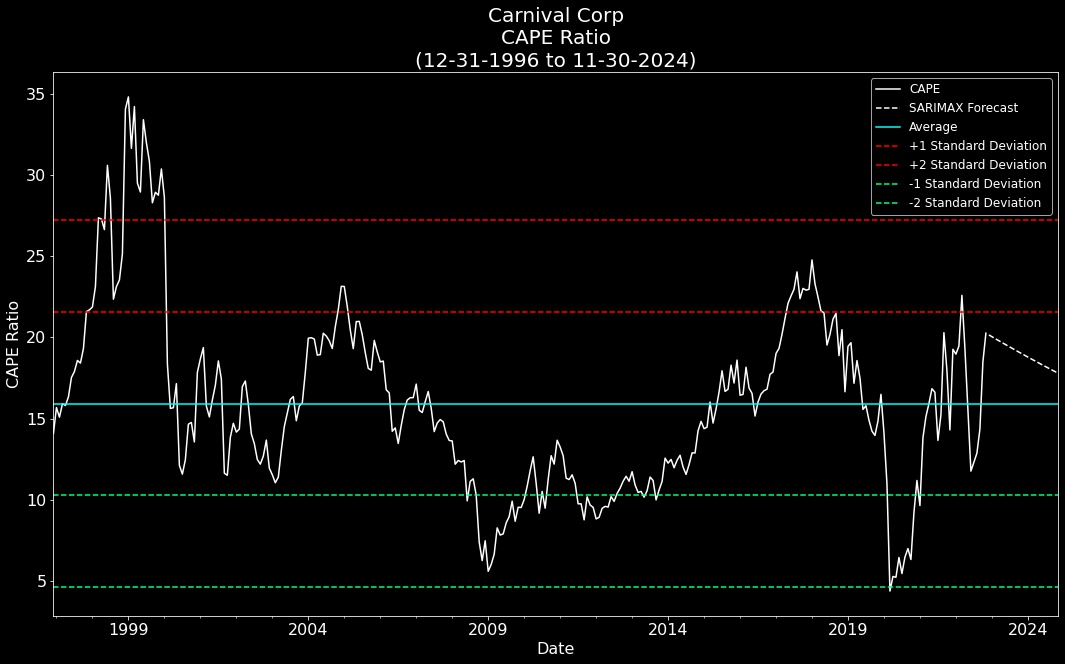 Carnival Corp
CAPE Ratio
(12-31-1996 to 11-30-2024)
CAPE
SARIMAX Forecast
Average
+1 Standard Deviation
+2 Standard Deviation
-1 Standard Deviation
-2 Standard Deviation
CAPE Ratio
35
30
25
20
15
10
5
1999 2004 2009 2014 2019 2024
Date